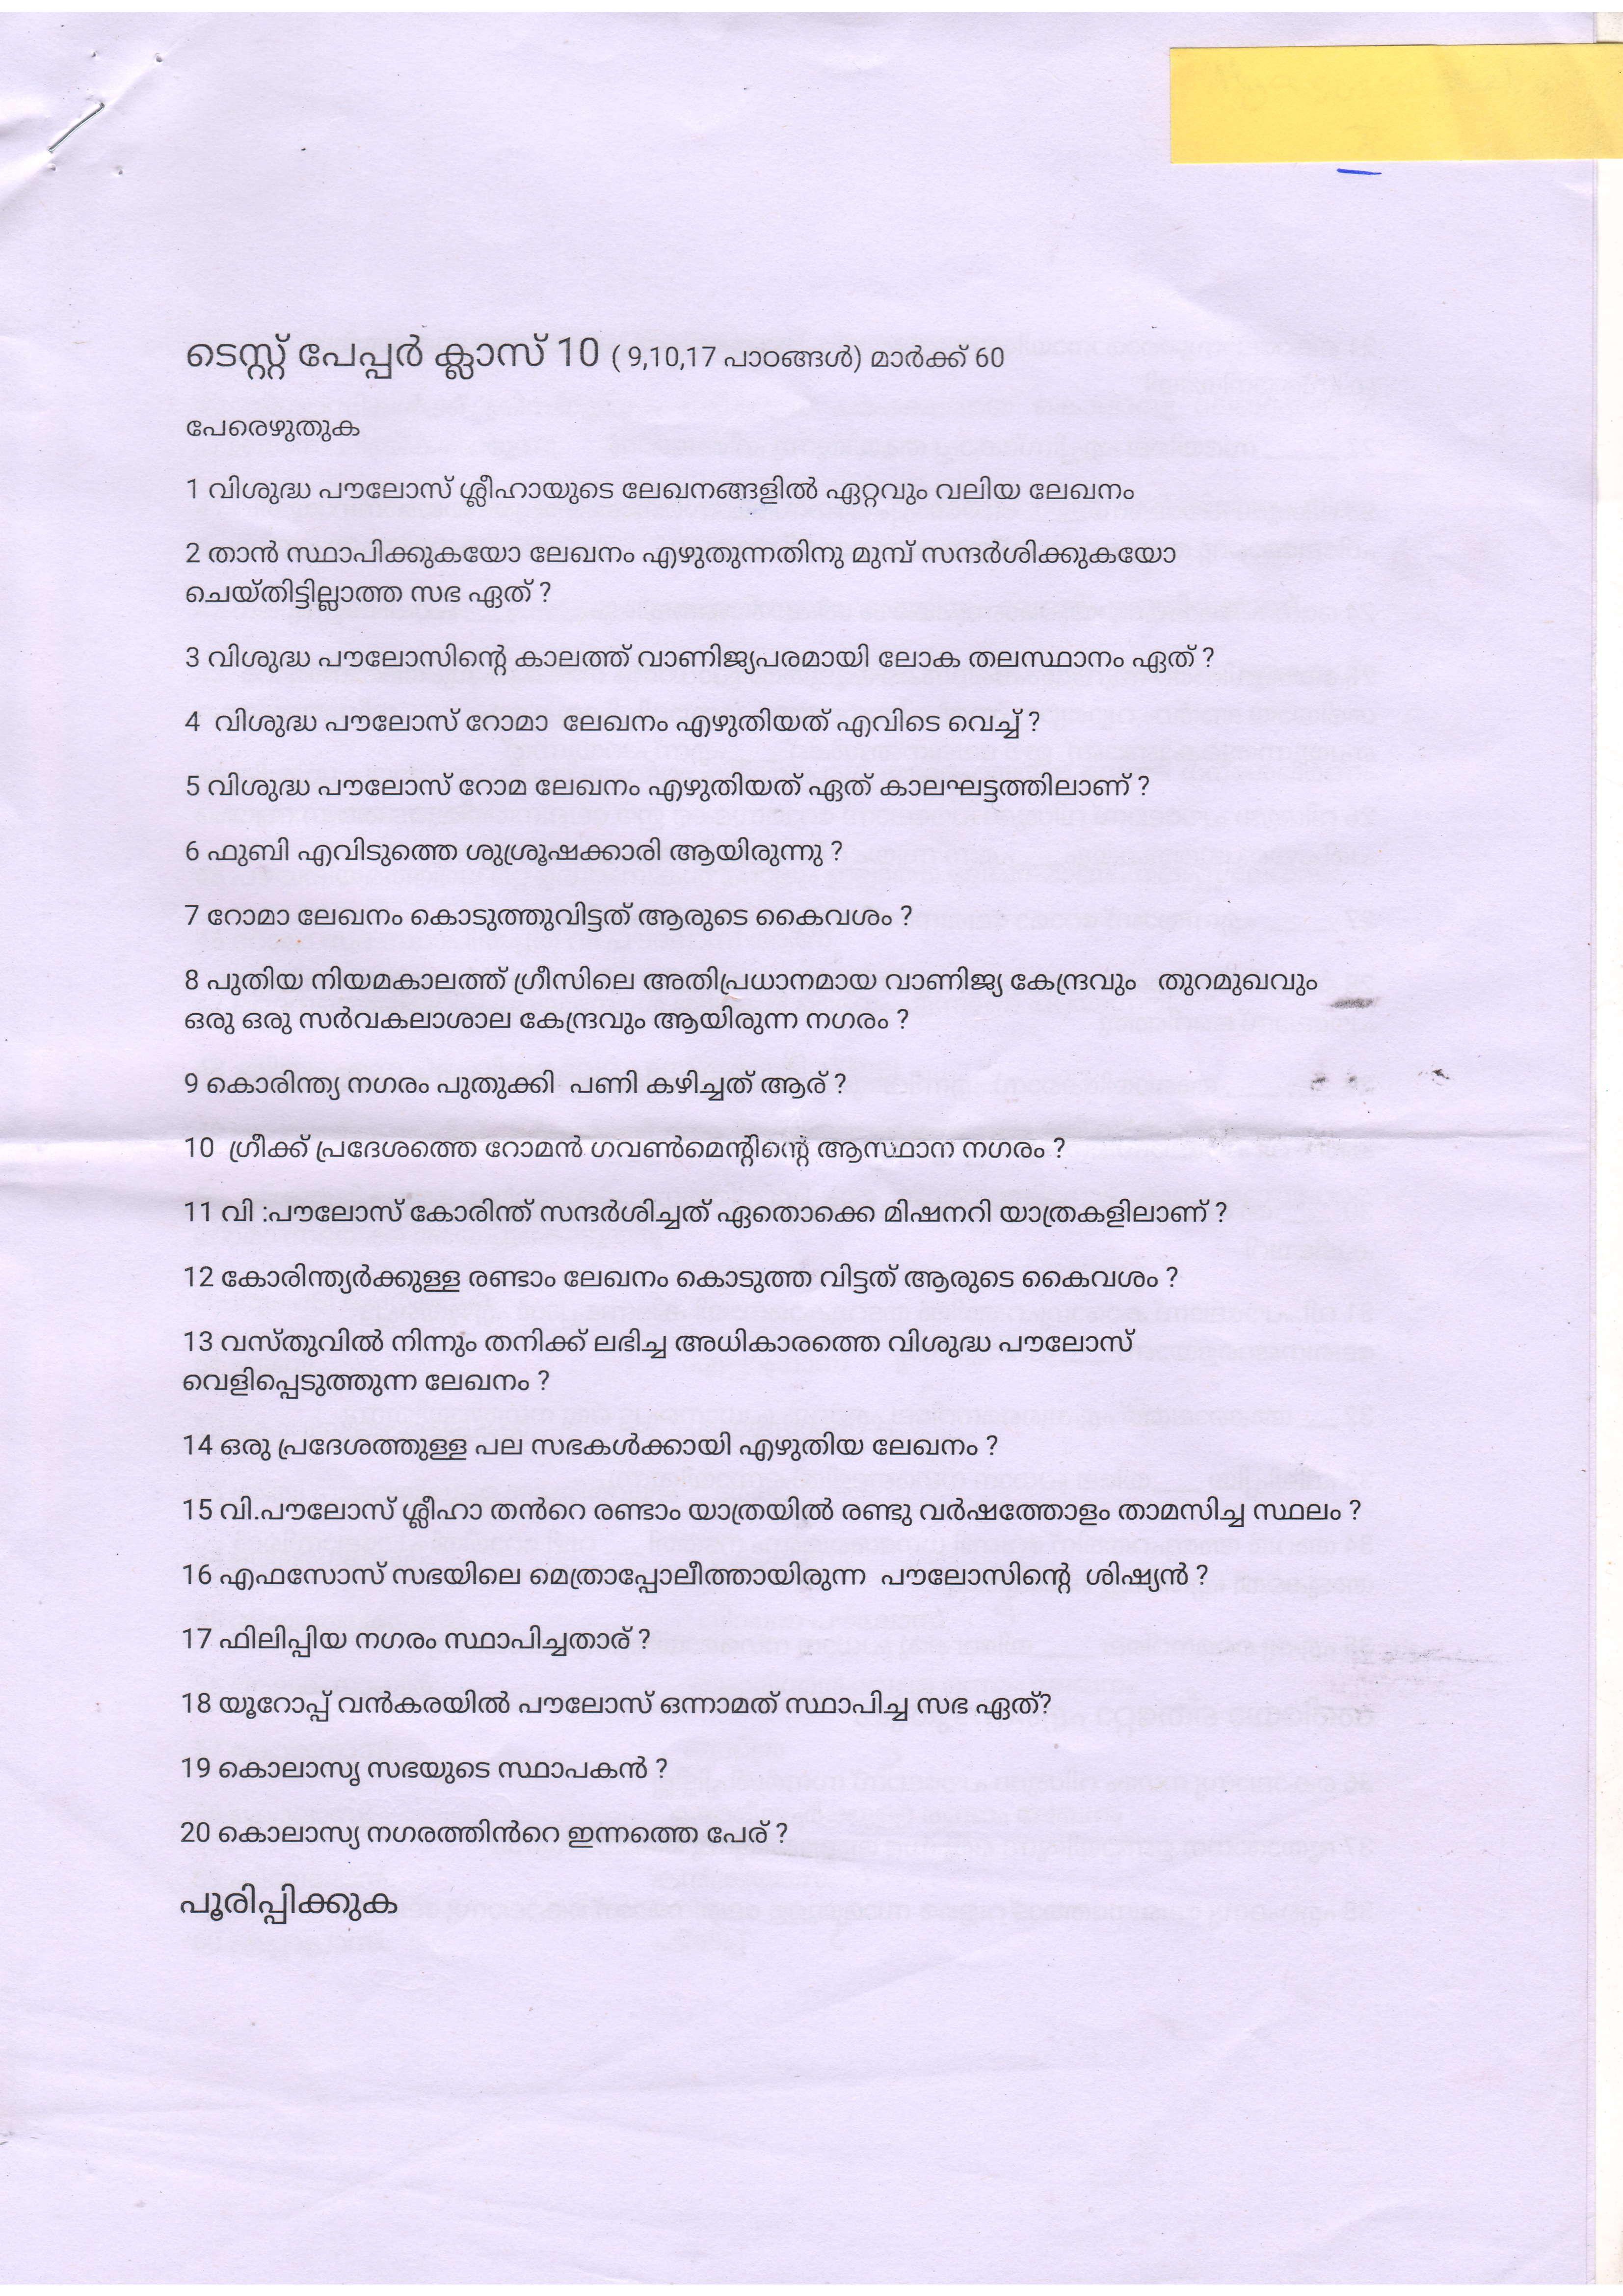 ടെസ്റ്റ് പേപ്പർ ക്ലാസ് 10 ( 9,10,17 പാഠങ്ങൾ) മാർക്ക് 60
പേരെഴുതുക
1 വിശുദ്ധ പൗലോസ് ശ്ലീഹായുടെ ലേഖനങ്ങളിൽ ഏറ്റവും വലിയ ലേഖനം
2 താൻ സ്ഥാപിക്കുകയോ ലേഖനം എഴുതുന്നതിനു മുമ്പ് സന്ദർശിക്കുകയോ
ചെയ്തിട്ടില്ലാത്ത സഭ ഏത് ?
3 വിശുദ്ധ പൗലോസിന്റെ കാലത്ത് വാണിജ്യപരമായി ലോക തലസ്ഥാനം ഏത് ?
4 വിശുദ്ധ പൗലോസ് റോമാ ലേഖനം എഴുതിയത് എവിടെ വെച്ച് ?
5 വിശുദ്ധ പൗലോസ് റോമ ലേഖനം എഴുതിയത് ഏത് കാലഘട്ടത്തിലാണ് ?
6 ഫുബി എവിടുത്തെ ശുശ്രൂഷക്കാരി ആയിരുന്നു ?
7 റോമാ ലേഖനം കൊടുത്തുവിട്ടത് ആരുടെ കൈവശം ?
8 പുതിയ നിയമകാലത്ത് ഗ്രീസിലെ അതിപ്രധാനമായ വാണിജ്യ കേന്ദ്രവും തുറമുഖവും
ഒരു ഒരു സർവകലാശാല കേന്ദ്രവും ആയിരുന്ന നഗരം ?
9 കൊരിന്ത്യ നഗരം പുതുക്കി പണി കഴിച്ചത് ആര് ?
10 ഗ്രീക്ക് പ്രദേശത്തെ റോമൻ ഗവൺമെന്റിന്റെ ആസ്ഥാന നഗരം ?
11 വി :പൗലോസ് കോരിന്ത് സന്ദർശിച്ചത് ഏതൊക്കെ മിഷനറി യാത്രകളിലാണ് ?
12 കോരിന്ത്യർക്കുള്ള രണ്ടാം ലേഖനം കൊടുത്ത വിട്ടത് ആരുടെ കൈവശം ?
13 വസ്തുവിൽ നിന്നും തനിക്ക് ലഭിച്ച അധികാരത്തെ വിശുദ്ധ പൗലോസ്
വെളിപ്പെടുത്തുന്ന ലേഖനം ?
14 ഒരു പ്രദേശത്തുള്ള പല സഭകൾക്കായി എഴുതിയ ലേഖനം ?
15 വി.പൗലോസ് ശ്ലീഹാ തൻറെ രണ്ടാം യാത്രയിൽ രണ്ടു വർഷത്തോളം താമസിച്ച സ്ഥലം ?
16 എഫസോസ് സഭയിലെ മെത്രാപ്പോലീത്തായിരുന്ന പൗലോസിന്റെ ശിഷ്യൻ ?
17 ഫിലിപ്പിയ നഗരം സ്ഥാപിച്ചതാര് ?
18 യൂറോപ്പ് വൻകരയിൽ പൗലോസ് ഒന്നാമത് സ്ഥാപിച്ച സഭ ഏത്?
19 കൊലാസൃ സഭയുടെ സ്ഥാപകൻ ?
20 കൊലാസ്യ നഗരത്തിൻറെ ഇന്നത്തെ പേര് ?
പൂരിപ്പിക്കുക